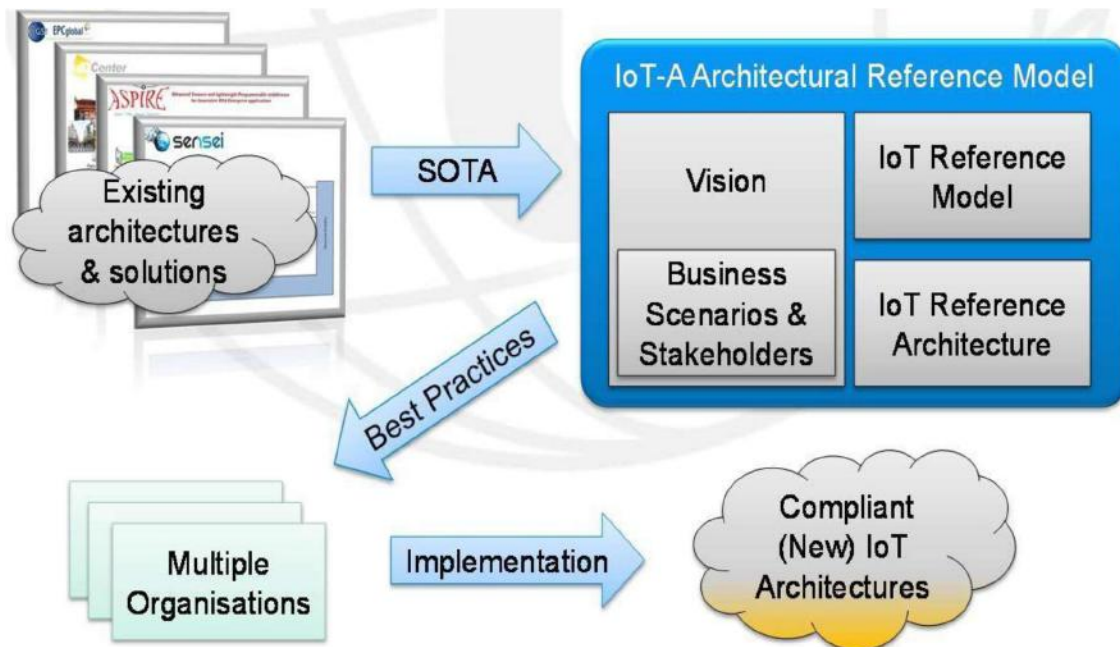 EPCglobal
Center
ASPIRE
sensei
Existing
architectures
& solutions
SOTA
IoT-A Architectural Reference Model
Vision
Business
Scenarios &
Stakeholders
IoT Reference
Model
IoT Reference
Architecture
Best Practices
Multiple
Organisations
Implementation
Compliant
(New) IoT
Architectures